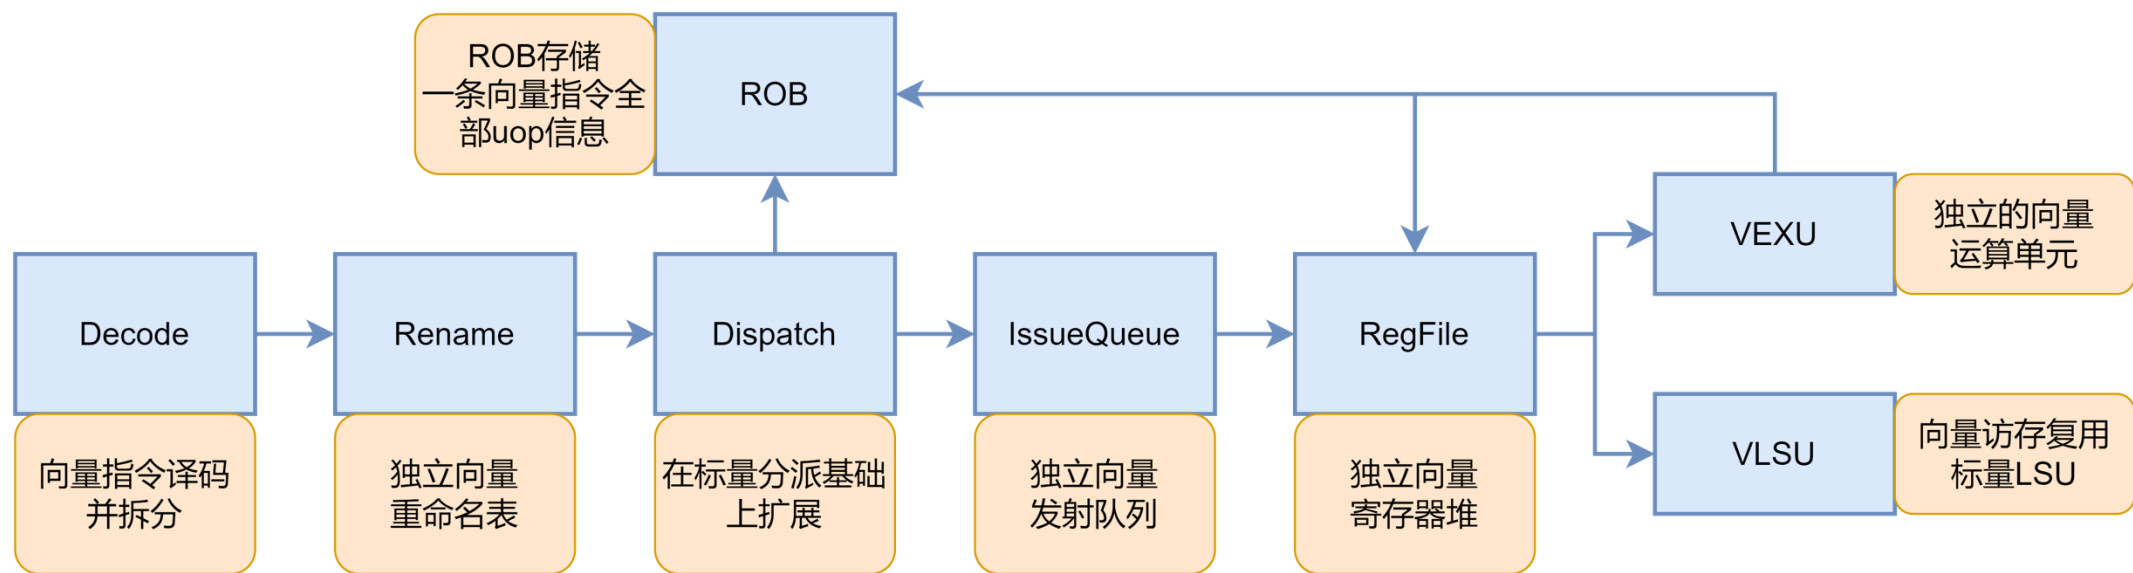 ROB存储
一条向量指令全
部uop信息
ROB
VEXU
独立的向量
运算单元
Decode
Rename
Dispatch
IssueQueue
RegFile
VLSU
向量访存复用
标量LSU
向量指令译码
并拆分
独立向量
重命名表
在标量分派基础
上扩展
独立向量
发射队列
独立向量
寄存器堆